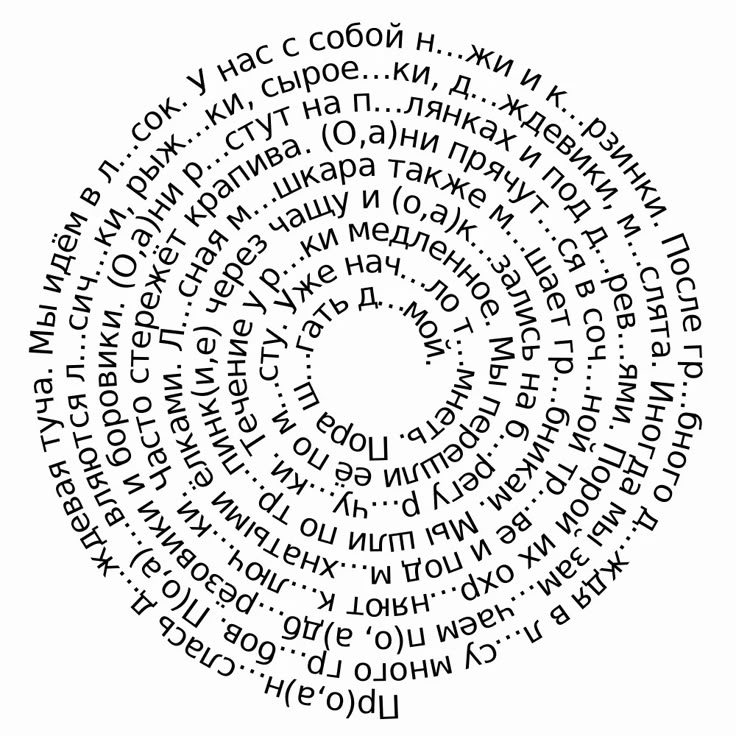 Пр(о,а)н...слась д...ждевая туча. Мы идём в л...сок. У нас с собой н...жи и к...рзинки. После гр...бного д...ждя в л...су много гр...бов. П(о,а)...вляются л...сич...ки, рыж...ки, сырое...ки, д...ждевики, м...слята. Иногда мы зам...чаем п(о, а)дб...рёзовики и боровики. (О,а)ни р...стут на п...лянках и под д...рев...ями. Порой их охр...няют к...люч...ки, часто стережёт крапива. (О,а)ни прячут...ся в соч...ной тр...ве и под м...хнатыми ёлками. Л...сная м...шкара также м...шает гр...бникам. Мы шли по тр...пинк(и,е) через чащу и (о,а)к...зались на б...регу р...чу...ки. Течение у р...ки медленное. Мы перешли её по м...сту. Уже нач...ло т...мнеть. Пора ш...гать д...мой.